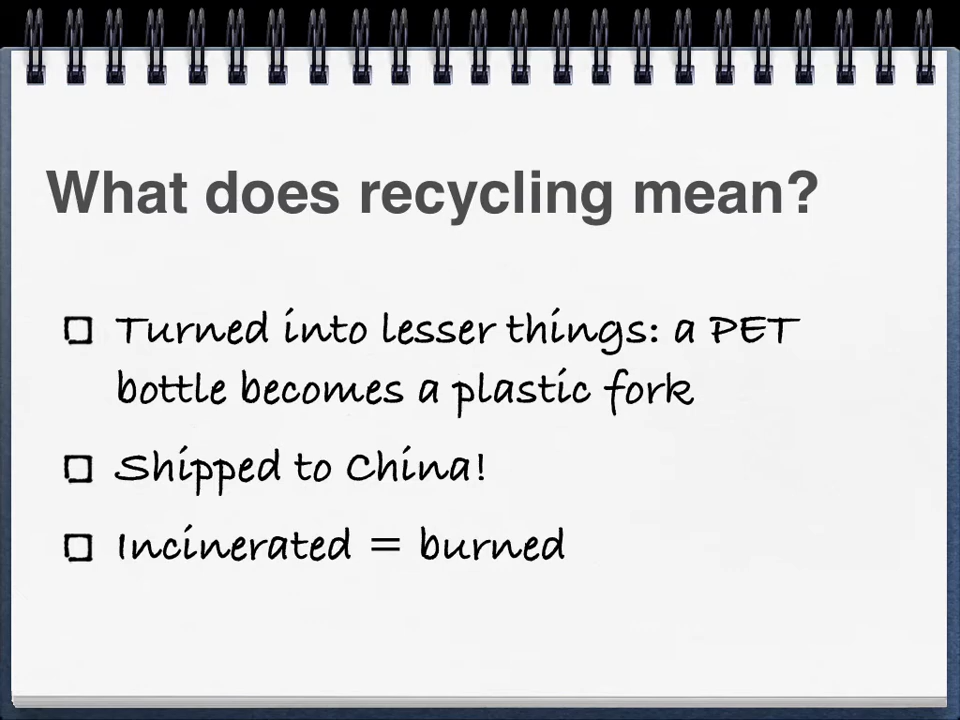 What does recycling mean?
Turned into lesser things: a PET
bottle becomes a plastic fork
Shipped to China!
Incinerated = burned